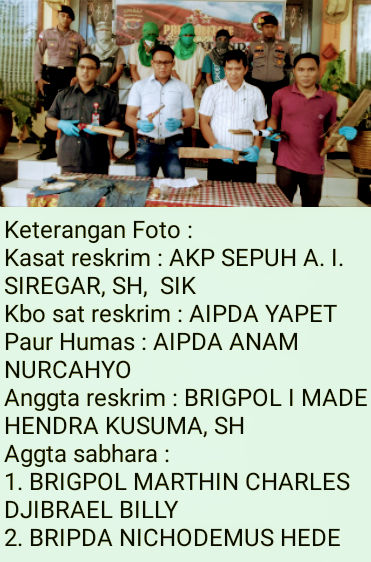 Keterangan Foto :
Kasat reskrim : AKP SEPUH A. I.
SIREGAR, SH,  SIK
Kbo sat reskrim : AIPDA YAPET
Paur Humas : AIPDA ANAM
NURCAHYO
Anggta reskrim : BRIGPOL I MADE
HENDRA KUSUMA, SH
Aggta sabhara :
1. BRIGPOL MARTHIN CHARLES
DJIBRAEL BILLY
2. BRIPDA NICHODEMUS HEDE